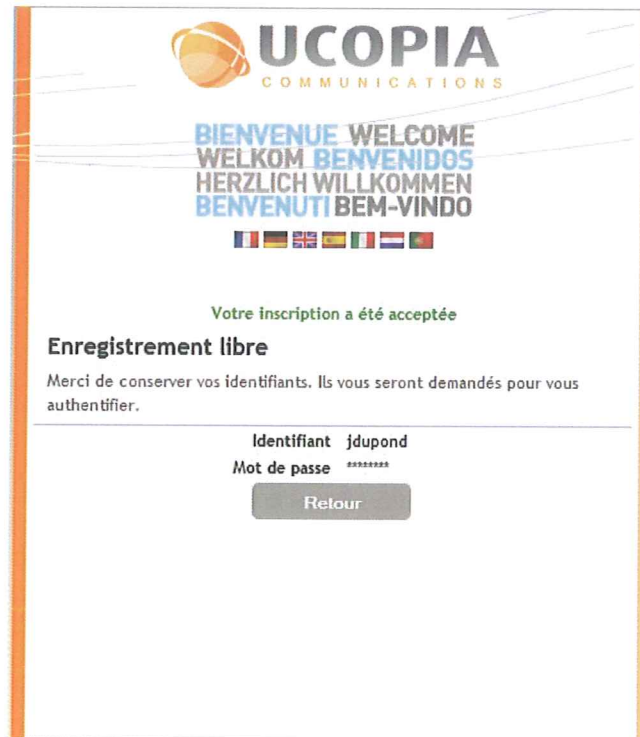 UCOPIA
COMMUNICATIONS
BIENVENUE WELCOME
WELKOM BENVENIDOS
HERZLICH WILLKOMMEN
BENVENUTI BEM-VINDO
Votre inscription a été acceptée
Enregistrement libre
Merci de conserver vos identifiants. Ils vous seront demandés pour vous
authentifier.
Identifiant jdupond
Mot de passe ********
Retour